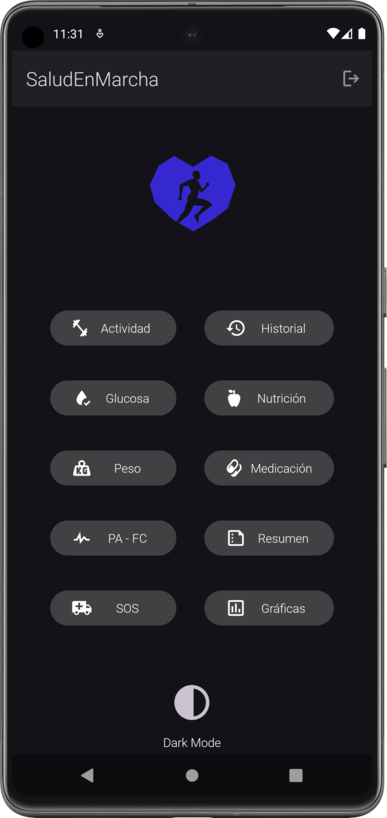 11:31
SaludEnMarcha
Actividad
Historial
Glucosa
Nutrición
KG
Peso
Medicación
PA - FC
Resumen
SOS
Gráficas
Dark Mode